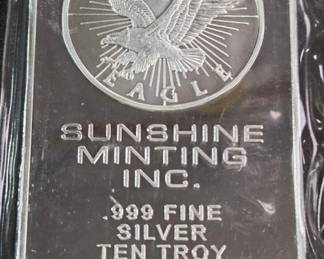 EAGLE
SUNSHINE
MINTING
INC.
.999 FINE
SILVER
TEN TROY